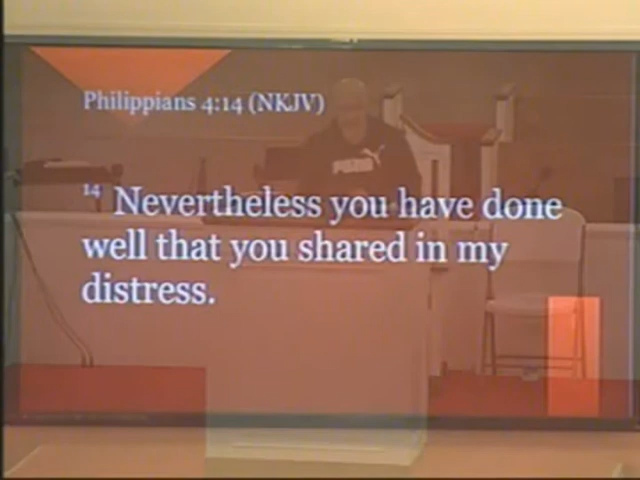 Philippians 4:14 (NKJV)
14 Nevertheless you have done
well that you shared in my
distress.
PUMA